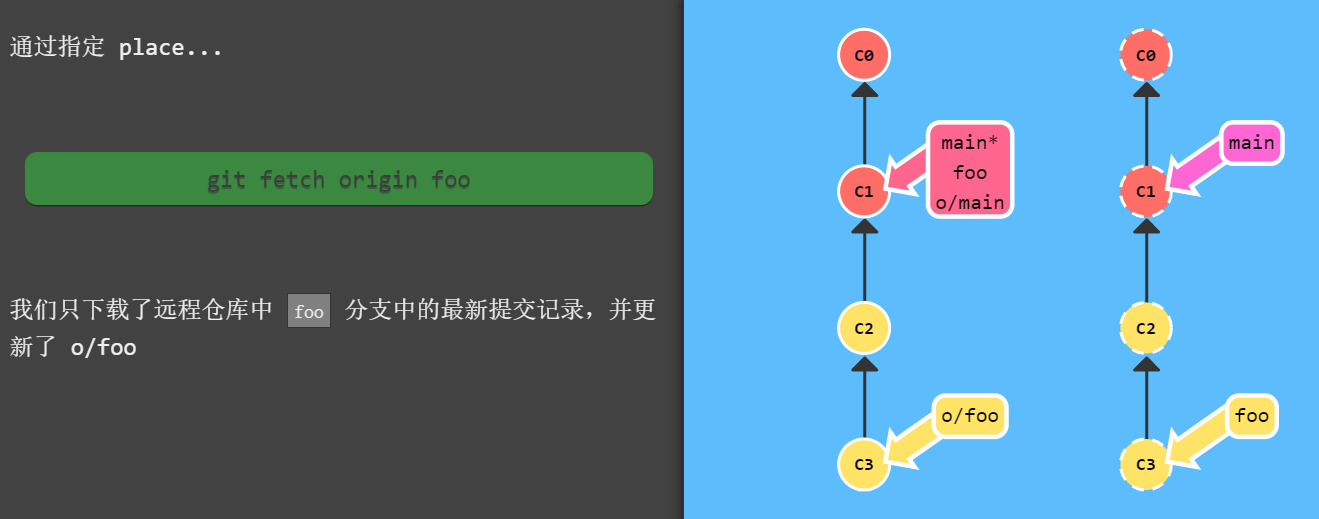 通过指定 place...
git fetch origin foo
我们只下载了远程仓库中 foo 分支中的最新提交记录，并更
新了 o/foo
C0
main*
foo
o/main
C1
C2
o/foo
C3
C0
main
C1
C2
foo
C3